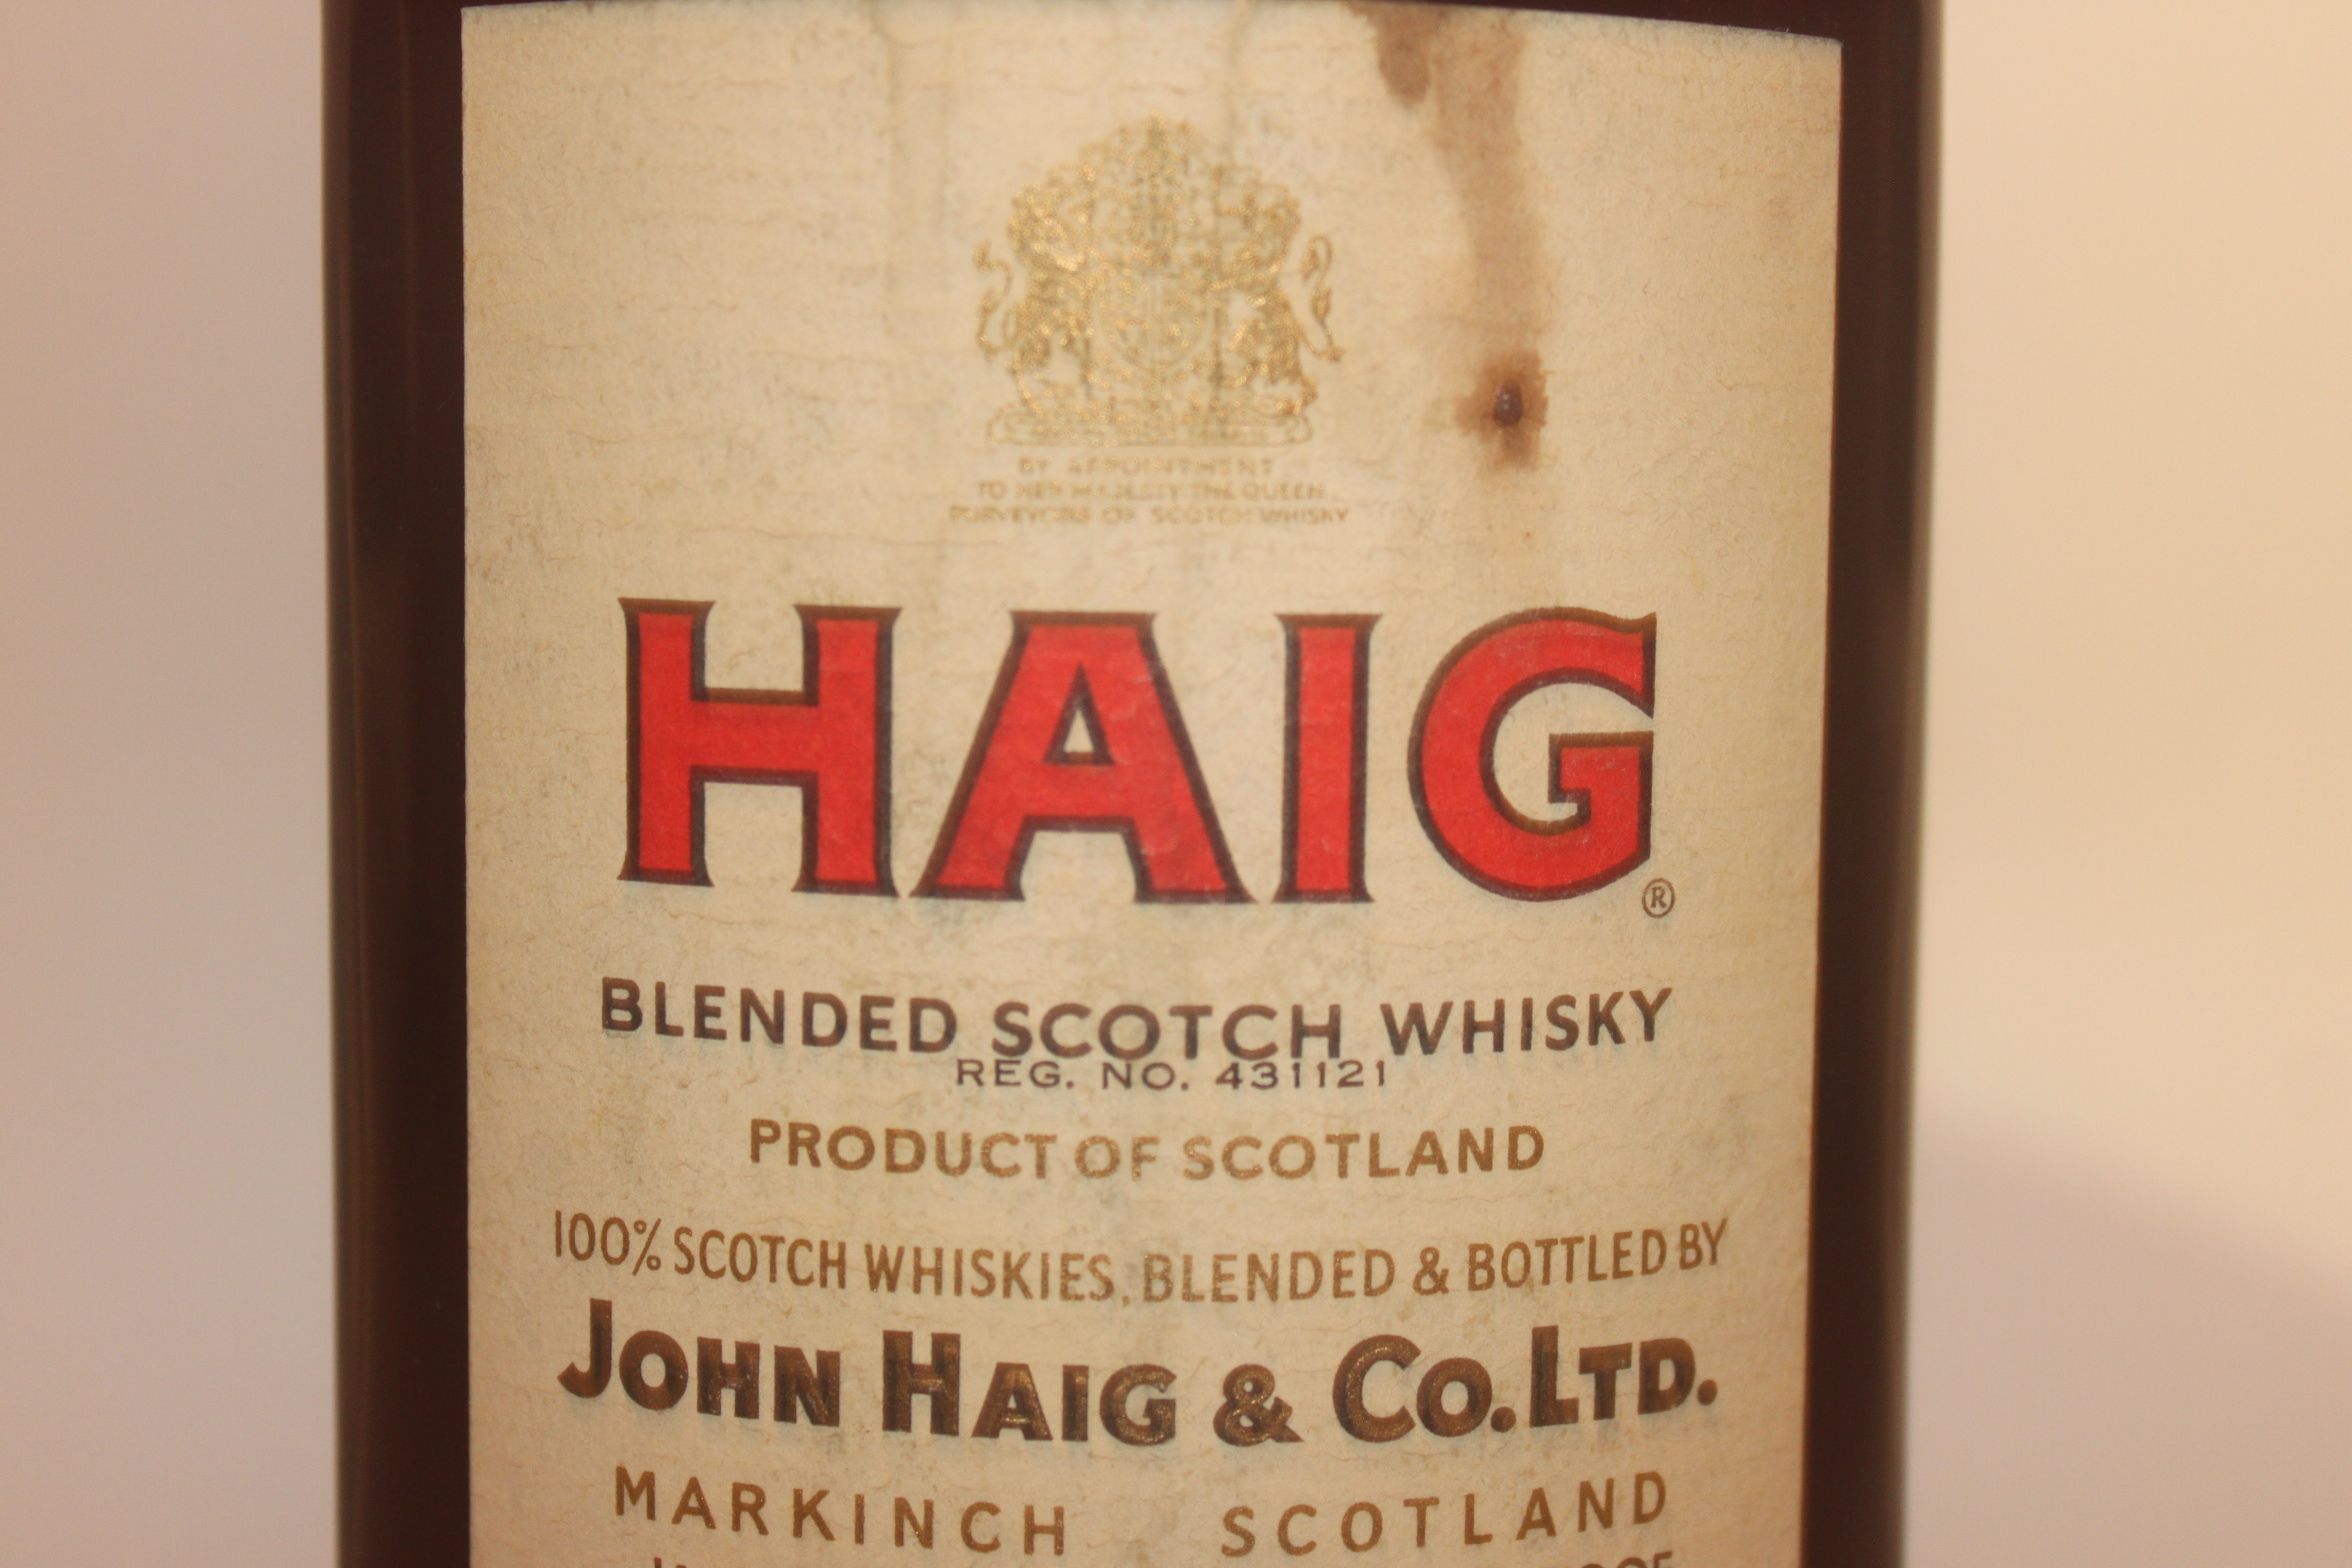 BY APPOINTMENT
TO HER MAJESTY THE QUEEN
PURVEYORS OF SCOTCH WHISKY
HAIG®
BLENDED SCOTCH WHISKY
REG. NO. 431121
PRODUCT OF SCOTLAND
100% SCOTCH WHISKIES, BLENDED & BOTTLED BY
JOHN HAIG & CO. LTD.
MARKINCH SCOTLAND